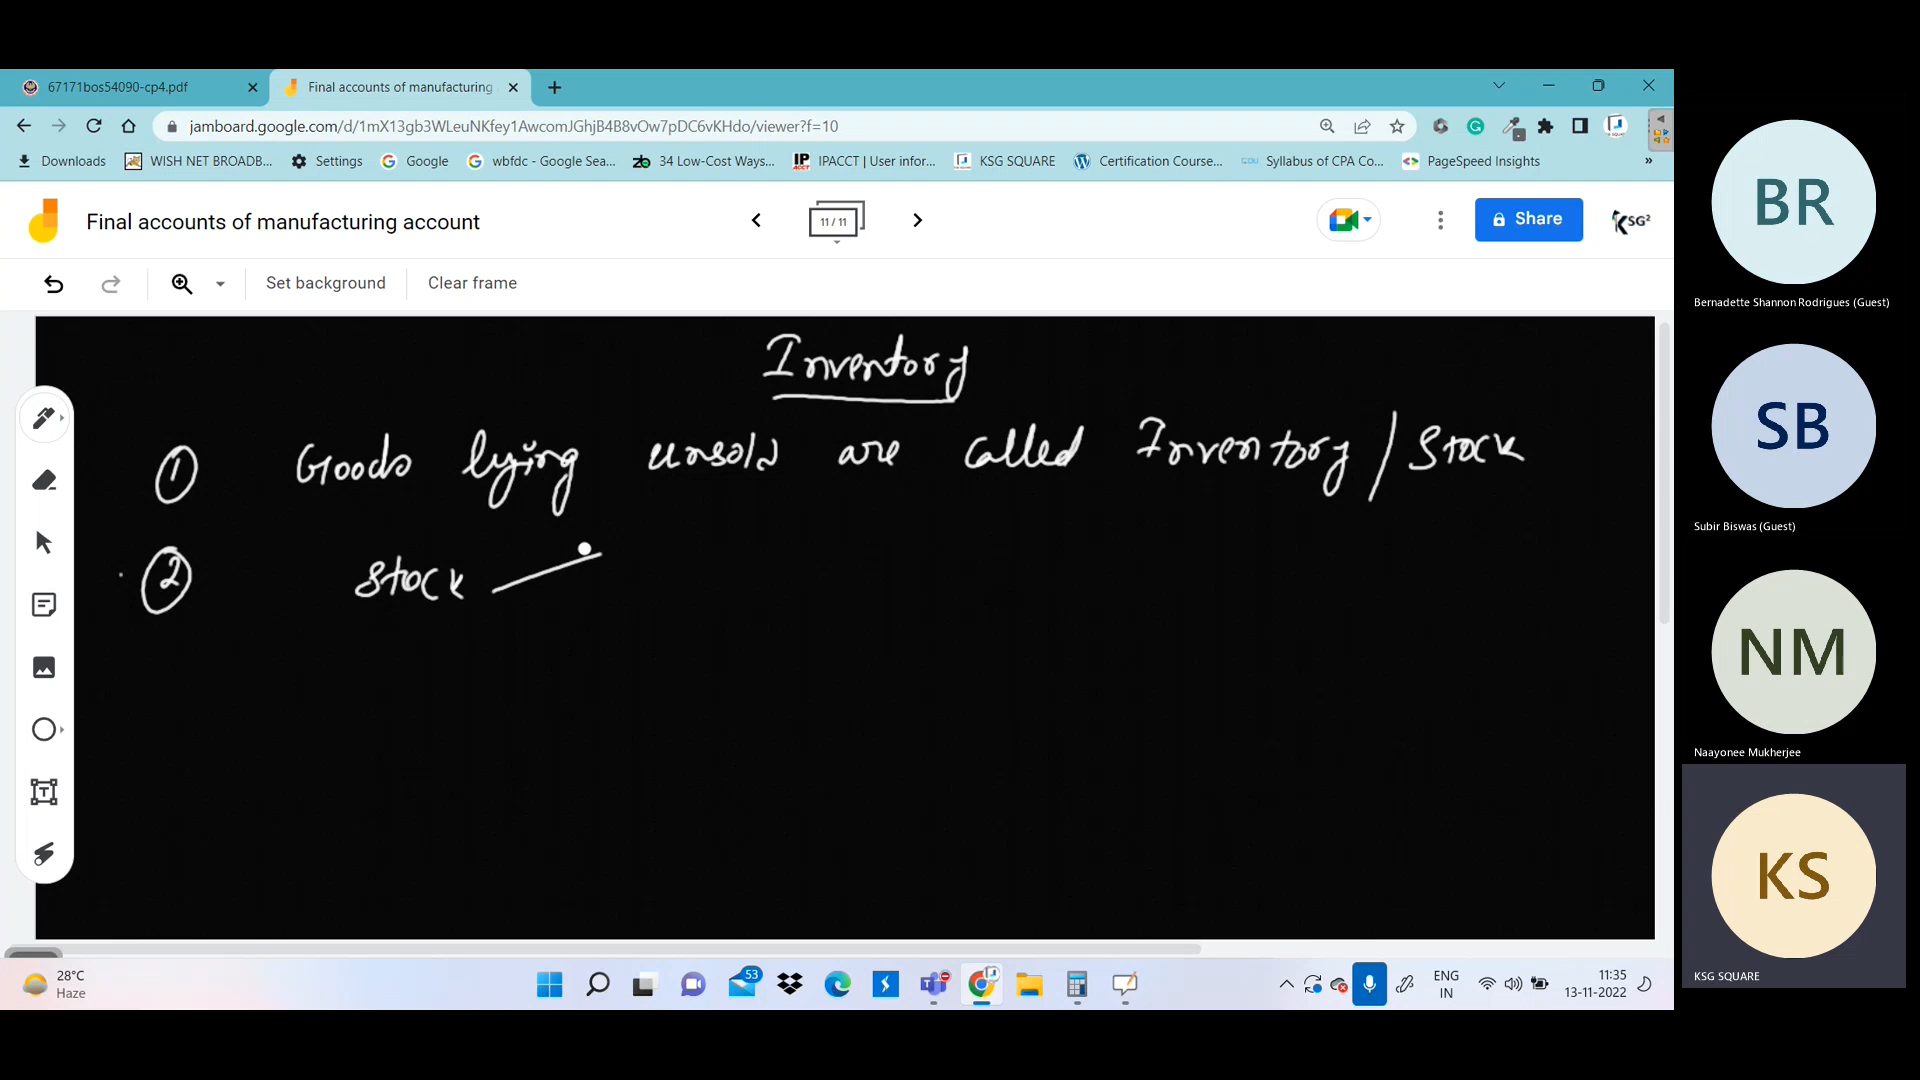 67171bos54090-cp4.pdf
Final accounts of manufacturing
jamboard.google.com/d/1mX13gb3WLeuNKfey1AwcomJGhjB4B8vOw7pDC6vKHdo/viewer?f=10
Downloads WISH NET BROADB... Settings Google wbfdc - Google Sea... 34 Low-Cost Ways... IPACCT | User infor... KSG SQUARE Certification Course... Syllabus of CPA Co... PageSpeed Insights »
Final accounts of manufacturing account
11 / 11
Share
KSG²
Set background
Clear frame
Inventory
① Goods lying unsold are called Inventory / Stock
② Stock
BR
Bernadette Shannon Rodrigues (Guest)
SB
Subir Biswas (Guest)
NM
Naayonee Mukherjee
KS
KSG SQUARE
28°C
Haze
53
ENG
IN
11:35
13-11-2022